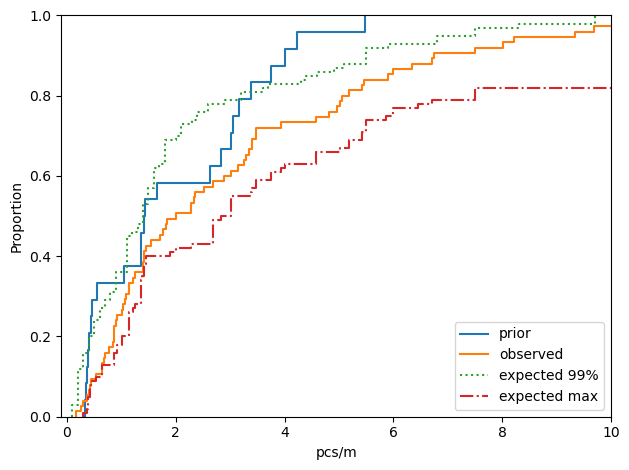 1.0
0.8
0.6
0.4
0.2
0.0
Proportion
0
2
4
6
8
10
pcs/m
prior
observed
expected 99%
expected max